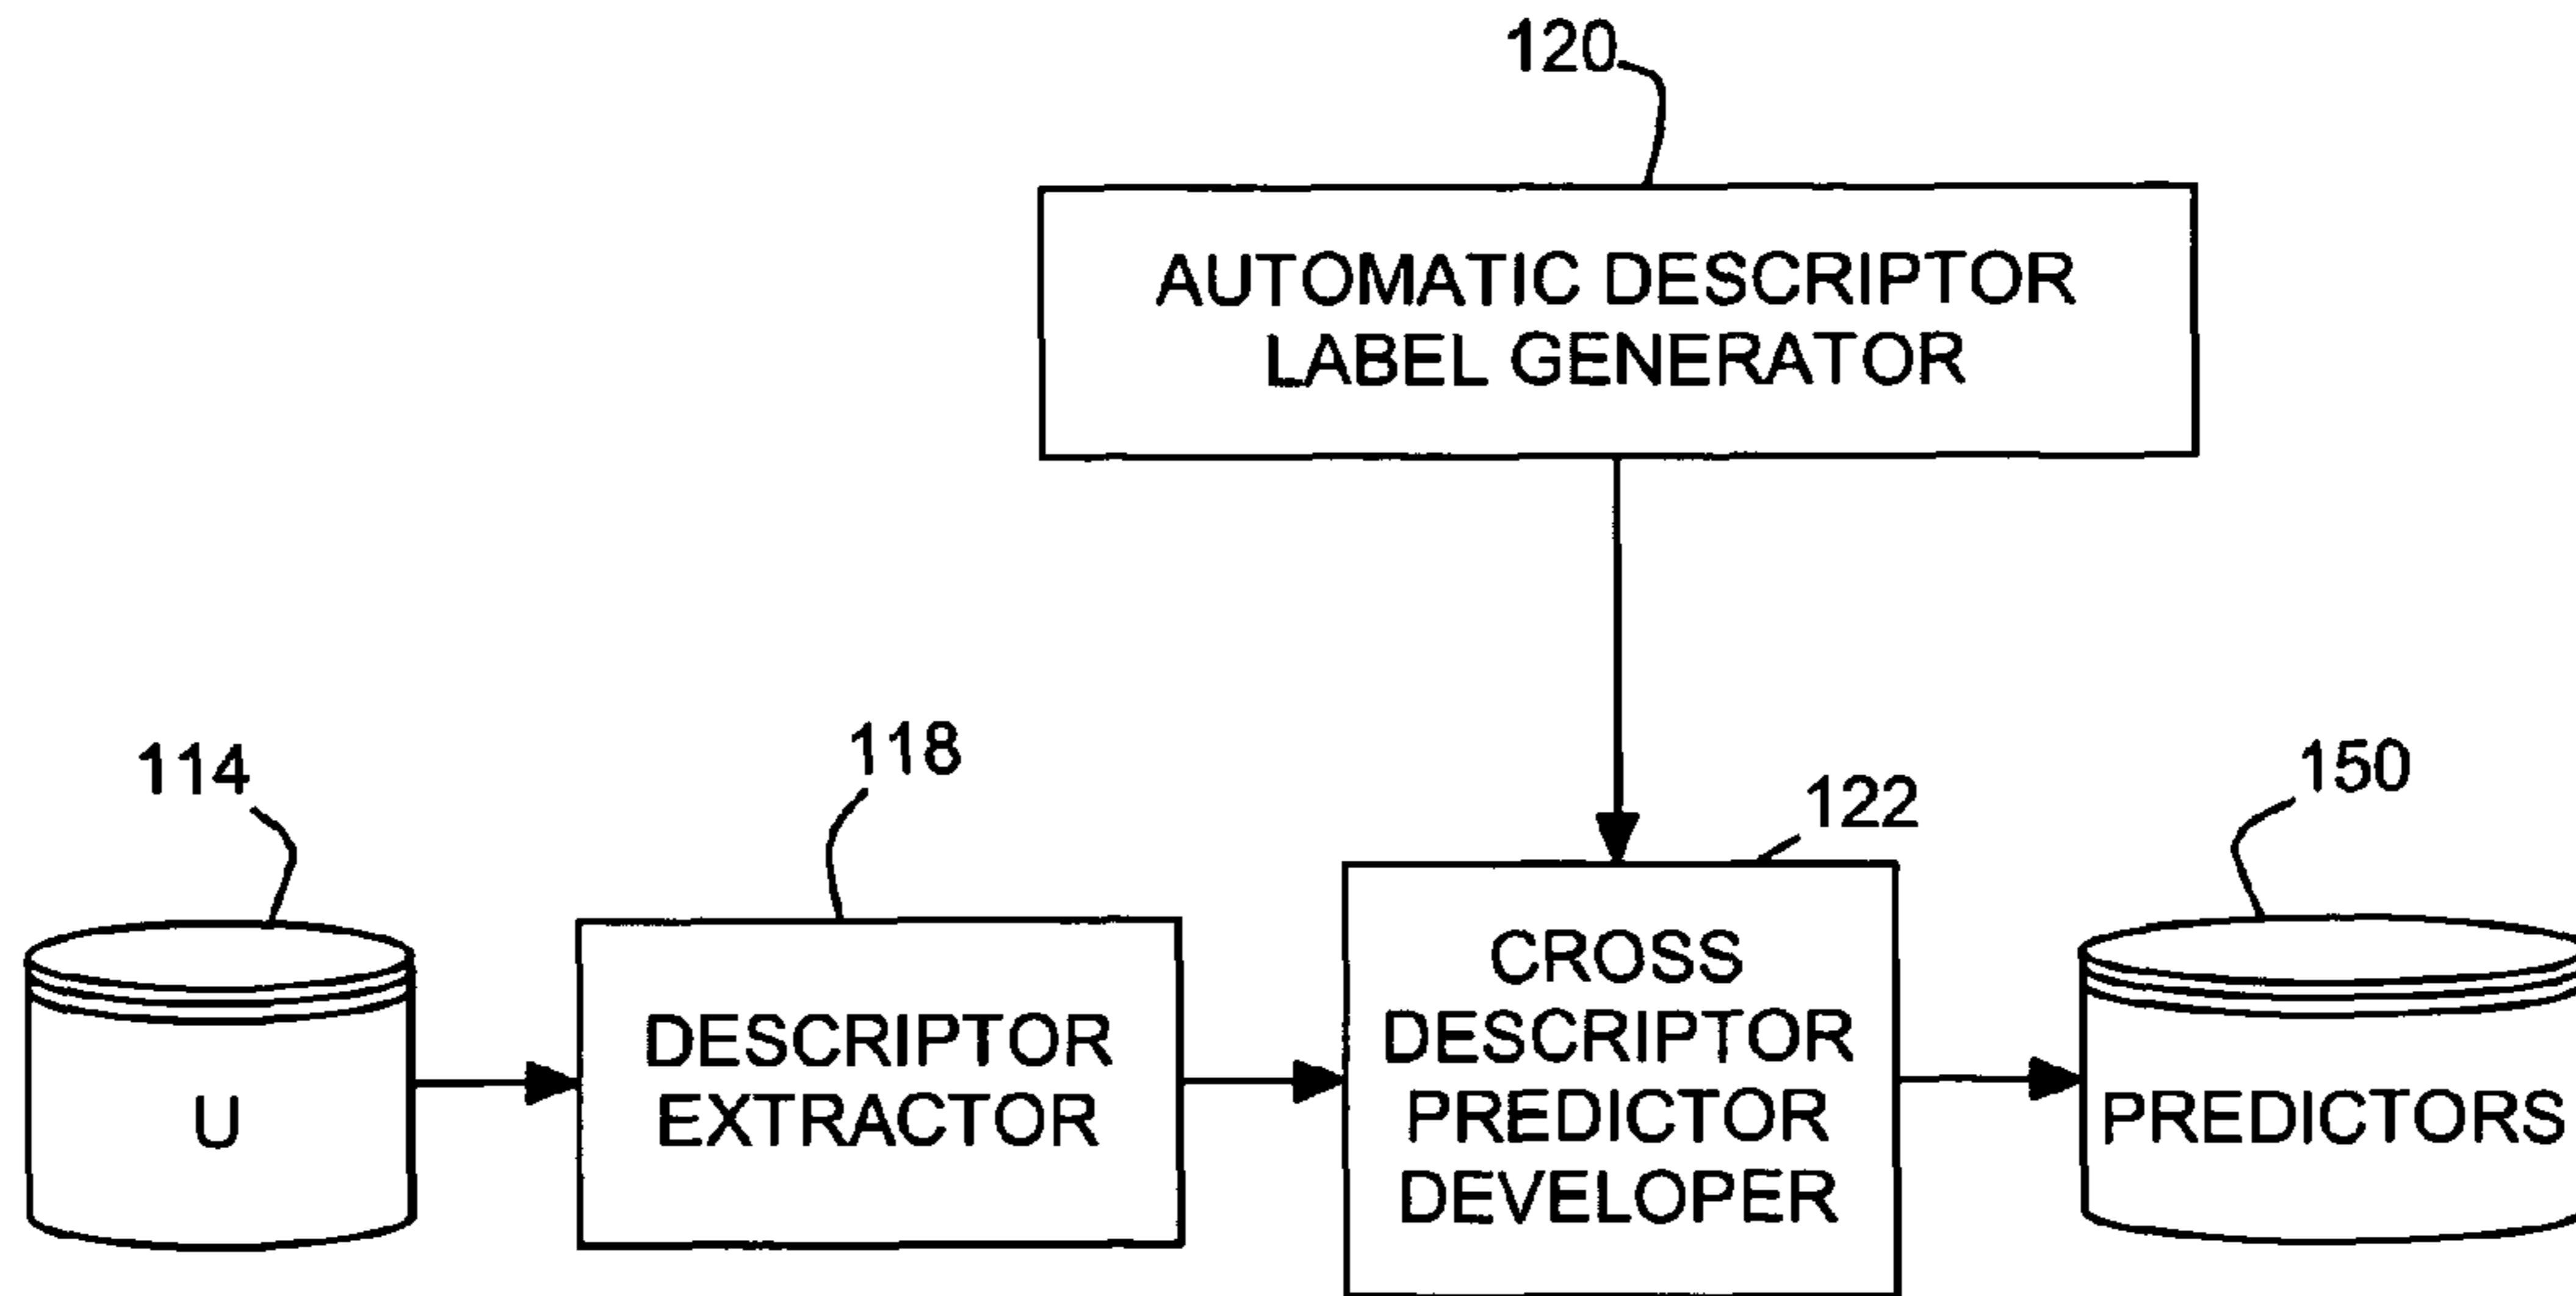 120
AUTOMATIC DESCRIPTOR
LABEL GENERATOR
114
118
122
150
U
DESCRIPTOR
EXTRACTOR
CROSS
DESCRIPTOR
PREDICTOR
DEVELOPER
PREDICTORS